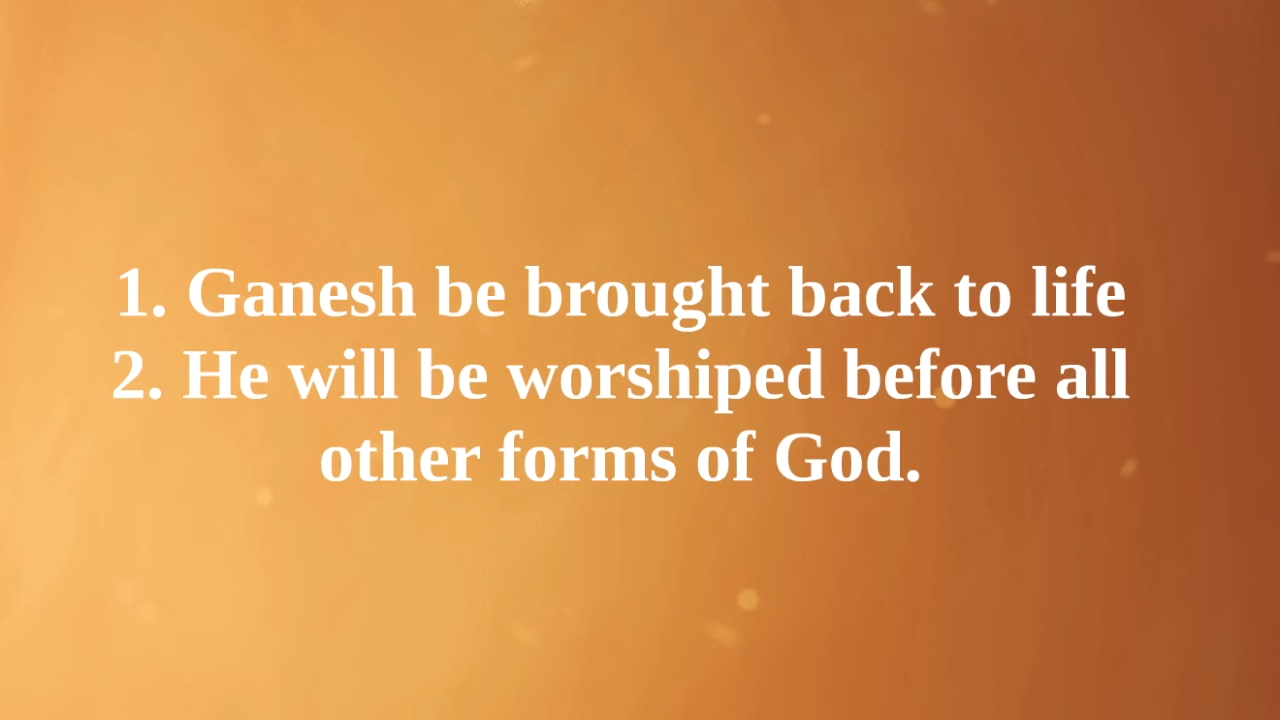 1. Ganesh be brought back to life
2. He will be worshiped before all
other forms of God.